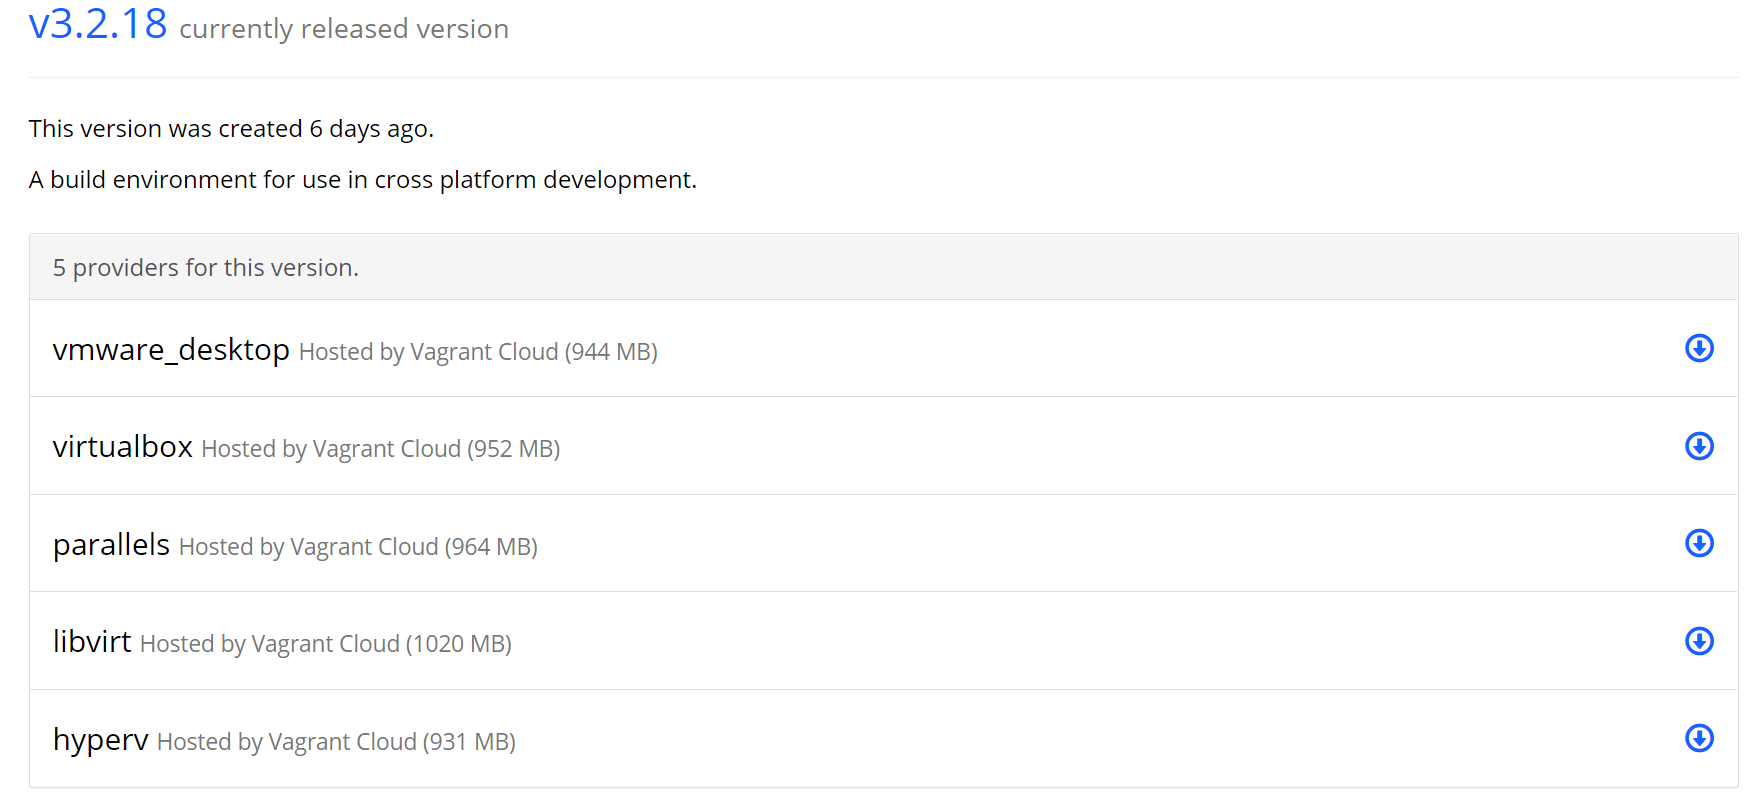 v3.2.18 currently released version
This version was created 6 days ago.
A build environment for use in cross platform development.
5 providers for this version.
vmware_desktop Hosted by Vagrant Cloud (944 MB)
virtualbox Hosted by Vagrant Cloud (952 MB)
parallels Hosted by Vagrant Cloud (964 MB)
libvirt Hosted by Vagrant Cloud (1020 MB)
hyperv Hosted by Vagrant Cloud (931 MB)